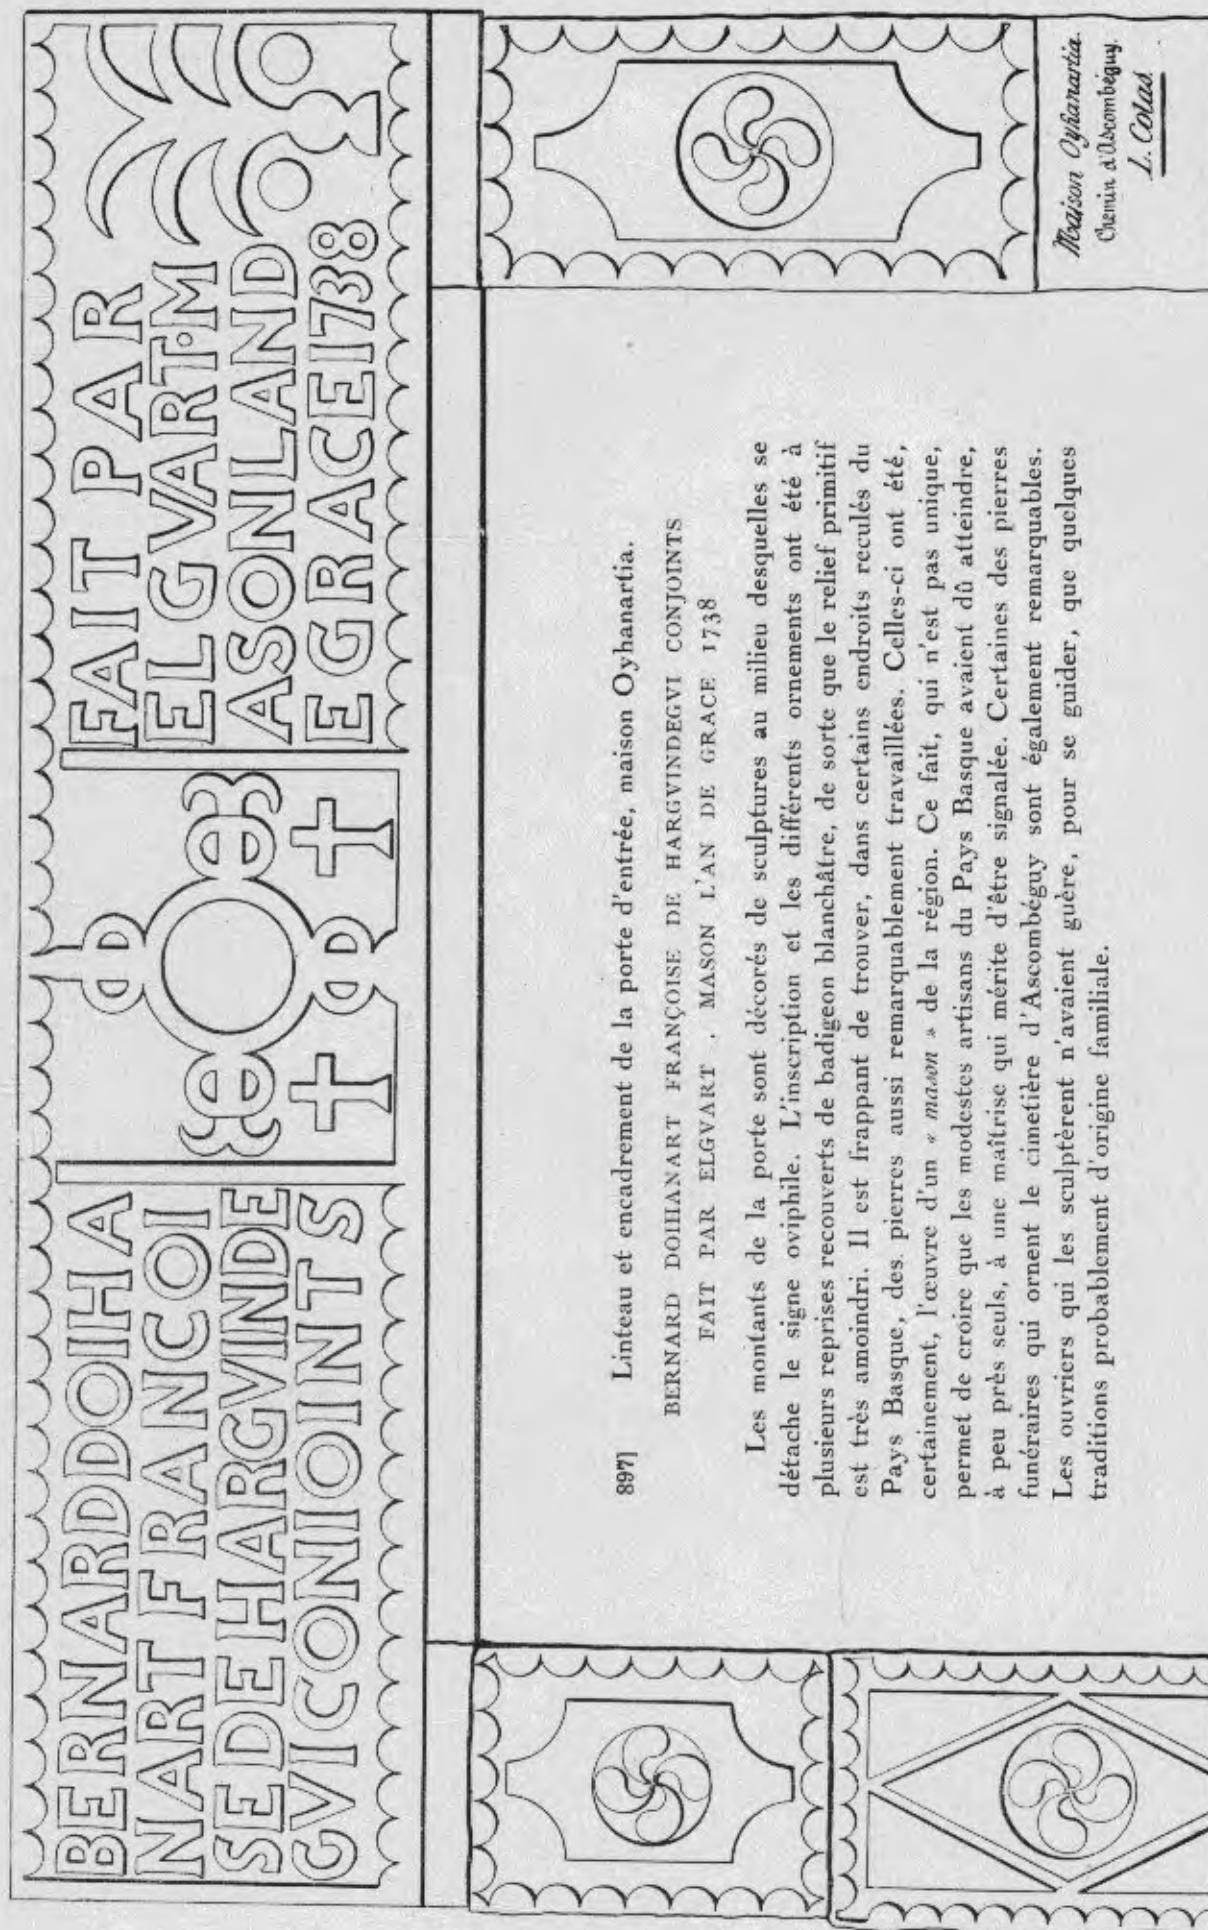 BERNARDDOIHA
NART FRANCOI
SEDEHARGVINDE
GVICONIOINTS
FAIT PAR
ELGVART·M
ASONLAND
EGRACE1738
897] Linteau et encadrement de la porte d'entrée, maison Oyhanartia.
BERNARD DOIHANART FRANÇOISE DE HARGVINDEGVI CONJOINTS
FAIT PAR ELGVART . MASON L'AN DE GRACE 1738
Les montants de la porte sont décorés de sculptures au milieu desquelles se
détache le signe oviphile. L'inscription et les différents ornements ont été à
plusieurs reprises recouverts de badigeon blanchâtre, de sorte que le relief primitif
est très amoindri. Il est frappant de trouver, dans certains endroits reculés du
Pays Basque, des pierres aussi remarquablement travaillées. Celles-ci ont été,
certainement, l'œuvre d'un « mason » de la région. Ce fait, qui n'est pas unique,
permet de croire que les modestes artisans du Pays Basque avaient dû atteindre,
à peu près seuls, à une maîtrise qui mérite d'être signalée. Certaines des pierres
funéraires qui ornent le cimetière d'Ascombéguy sont également remarquables.
Les ouvriers qui les sculptèrent n'avaient guère, pour se guider, que quelques
traditions probablement d'origine familiale.
Maison Oyhanartia.
Chemin d'Ascombéguy.
L. Colas.